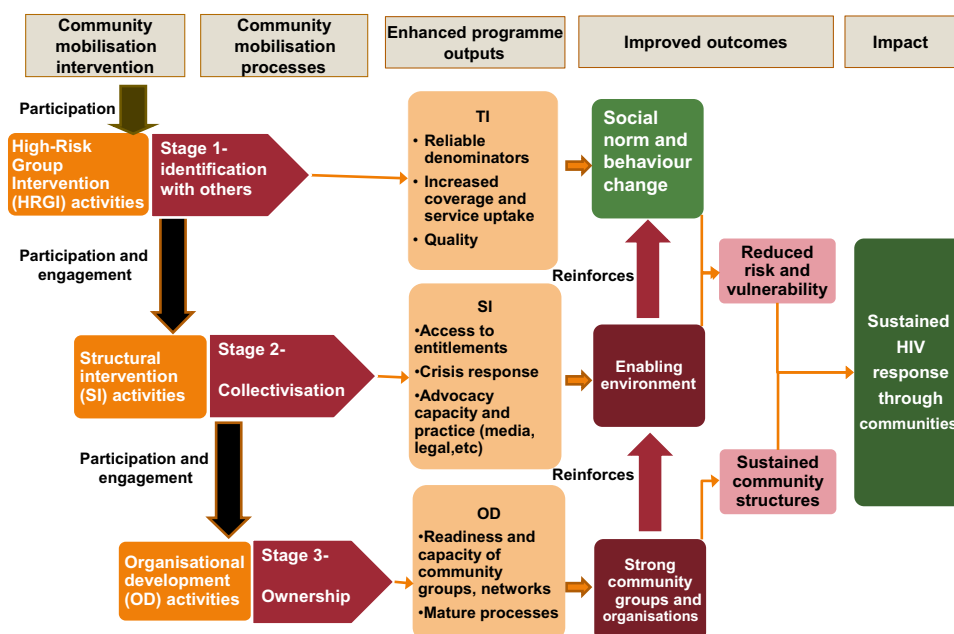 Community
mobilisation
intervention
Community
mobilisation
processes
Enhanced programme
outputs
Improved outcomes
Impact
Participation
High-Risk
Group
Intervention
(HRGI) activities
Stage 1-
identification
with others
TI
• Reliable
denominators
• Increased
coverage and
service uptake
• Quality
Social
norm and
behaviour
change
Participation and
engagement
Reinforces
Reduced
risk and
vulnerability
Structural
intervention
(SI) activities
Stage 2-
Collectivisation
SI
•Access to
entitlements
•Crisis response
•Advocacy
capacity and
practice (media,
legal,etc)
Enabling
environment
Sustained
HIV
response
through
communities
Participation and
engagement
Reinforces
Sustained
community
structures
Organisational
development
(OD) activities
Stage 3-
Ownership
OD
•Readiness and
capacity of
community
groups, networks
•Mature processes
Strong
community
groups and
organisations